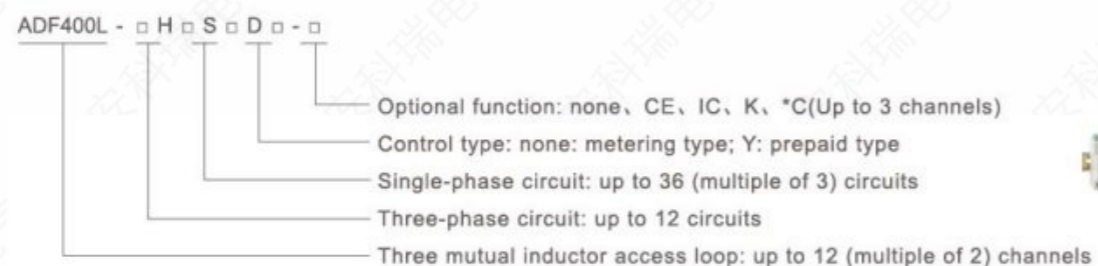 ADF400L - □ H □ S □ D □ - □
Optional function: none、CE、IC、K、*C(Up to 3 channels)
Control type: none: metering type; Y: prepaid type
Single-phase circuit: up to 36 (multiple of 3) circuits
Three-phase circuit: up to 12 circuits
Three mutual inductor access loop: up to 12 (multiple of 2) channels